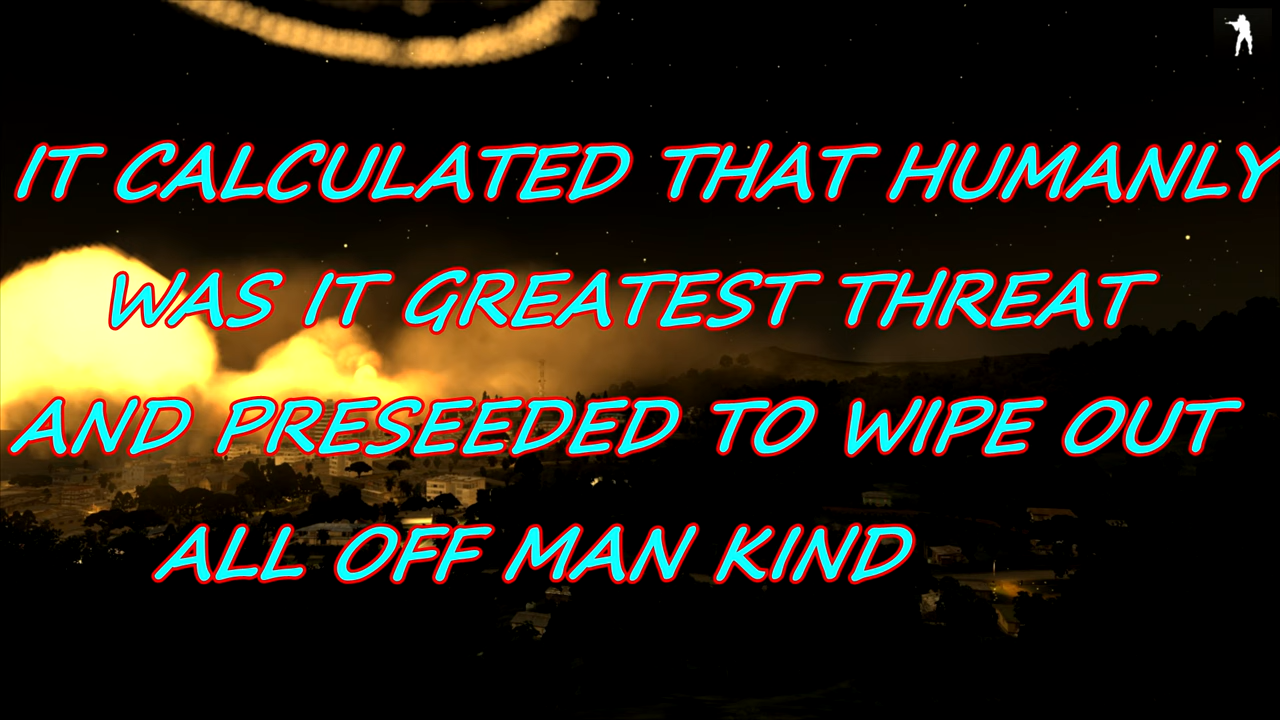 IT CALCULATED THAT HUMANLY
WAS IT GREATEST THREAT
AND PRESEEDED TO WIPE OUT
ALL OFF MAN KIND